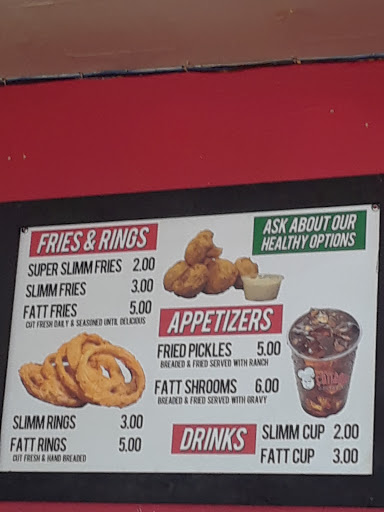 FRIES & RINGS
SUPER SLIMM FRIES 2.00
SLIMM FRIES 3.00
FATT FRIES 5.00
CUT FRESH DAILY & SEASONED UNTIL DELICIOUS
SLIMM RINGS 3.00
FATT RINGS 5.00
CUT FRESH & HAND BREADED
ASK ABOUT OUR
HEALTHY OPTIONS
APPETIZERS
FRIED PICKLES 5.00
BREADED & FRIED SERVED WITH RANCH
FATT SHROOMS 6.00
BREADED & FRIED SERVED WITH GRAVY
DRINKS
SLIMM CUP 2.00
FATT CUP 3.00